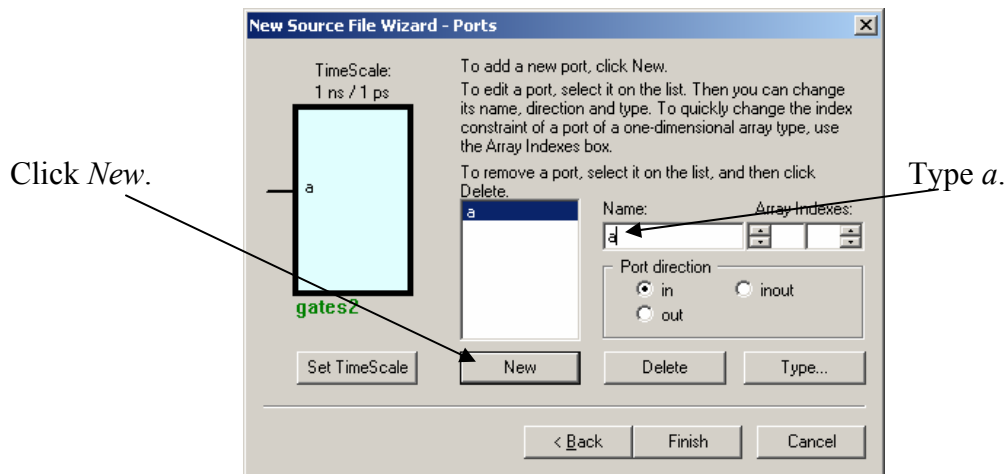 New Source File Wizard - Ports
TimeScale:
1 ns / 1 ps
a
gates2
To add a new port, click New.
To edit a port, select it on the list. Then you can change
its name, direction and type. To quickly change the index
constraint of a port of a one-dimensional array type, use
the Array Indexes box.
To remove a port, select it on the list, and then click
Delete.
Click New.
Type a.
a
Name:
Array Indexes:
a
Port direction
in
inout
out
Set TimeScale
New
Delete
Type...
< Back
Finish
Cancel